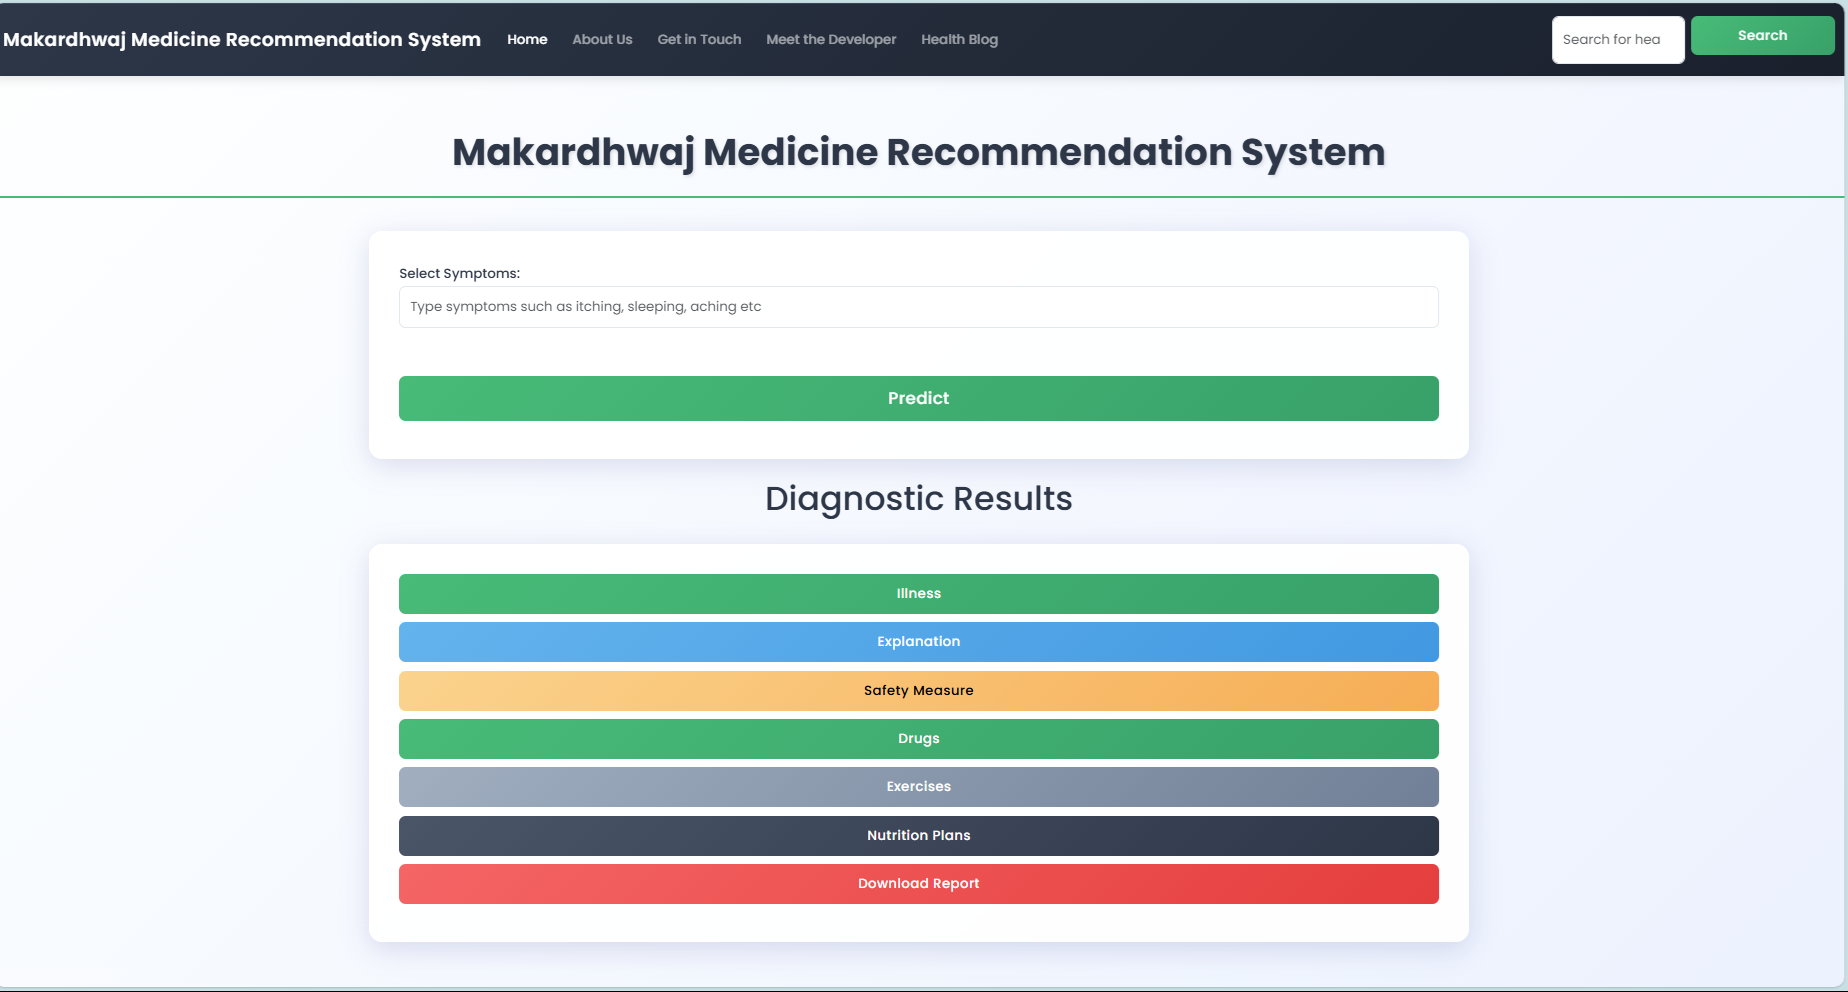 Makardhwaj Medicine Recommendation System Home About Us Get in Touch Meet the Developer Health Blog Search for hea Search
Makardhwaj Medicine Recommendation System
Select Symptoms:
Type symptoms such as itching, sleeping, aching etc
Predict
Diagnostic Results
Illness
Explanation
Safety Measure
Drugs
Exercises
Nutrition Plans
Download Report